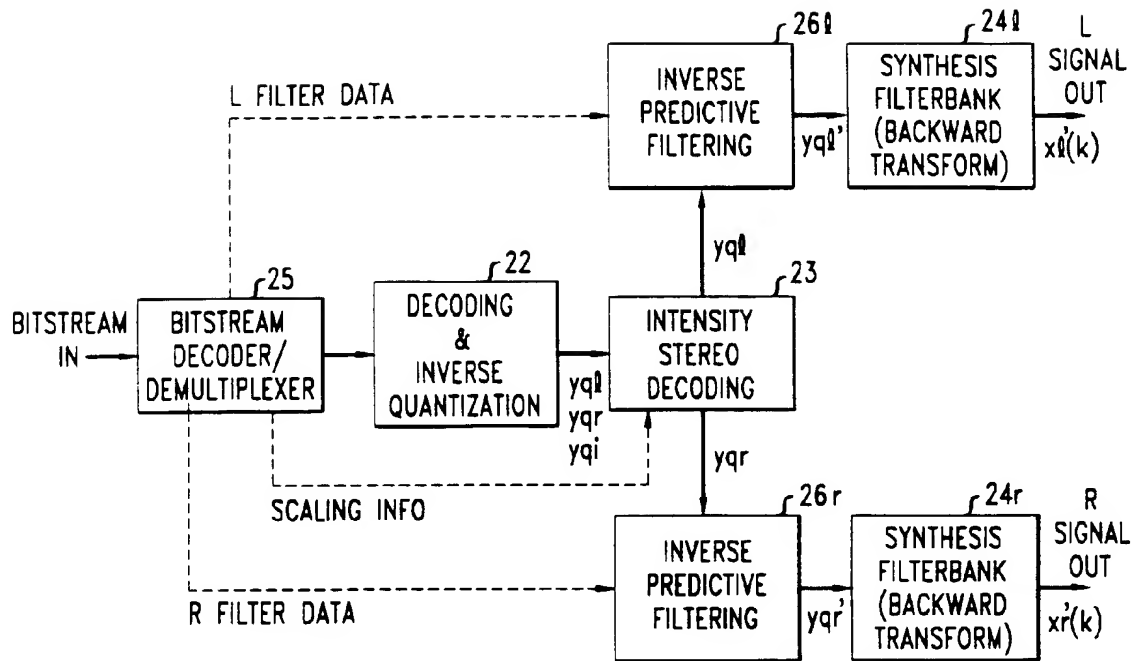 26ℓ
INVERSE
PREDICTIVE
FILTERING
24ℓ
SYNTHESIS
FILTERBANK
(BACKWARD
TRANSFORM)
L
SIGNAL
OUT
xℓ'(k)
yqℓ'
L FILTER DATA
yqℓ
BITSTREAM
IN
25
BITSTREAM
DECODER/
DEMULTIPLEXER
22
DECODING
&
INVERSE
QUANTIZATION
yqℓ
yqr
yqi
23
INTENSITY
STEREO
DECODING
yqr
SCALING INFO
R FILTER DATA
26r
INVERSE
PREDICTIVE
FILTERING
yqr'
24r
SYNTHESIS
FILTERBANK
(BACKWARD
TRANSFORM)
R
SIGNAL
OUT
xr'(k)